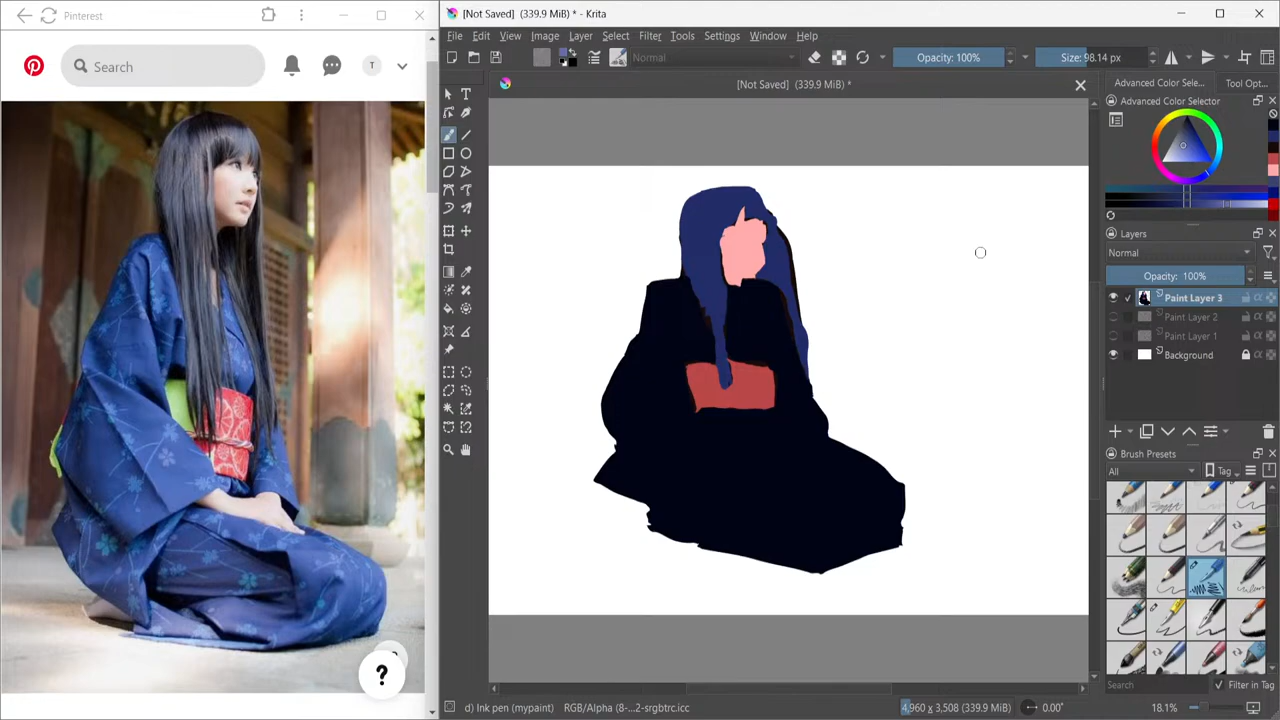 Pinterest
[Not Saved] (339.9 MiB) * - Krita
File Edit View Image Layer Select Filter Tools Settings Window Help
Search
T
Normal
Opacity: 100%
Size: 98.14 px
[Not Saved] (339.9 MiB) *
Advanced Color Sele...
Tool Opt...
Advanced Color Selector
Layers
Normal
Opacity: 100%
Paint Layer 3
Paint Layer 2
Paint Layer 1
Background
Brush Presets
All
Tag
Search
Filter in Tag
?
d) Ink pen (mypaint)
RGB/Alpha (8-...2-srgbtrc.icc
4,960 x 3,508 (339.9 MiB)
0.00°
18.1%